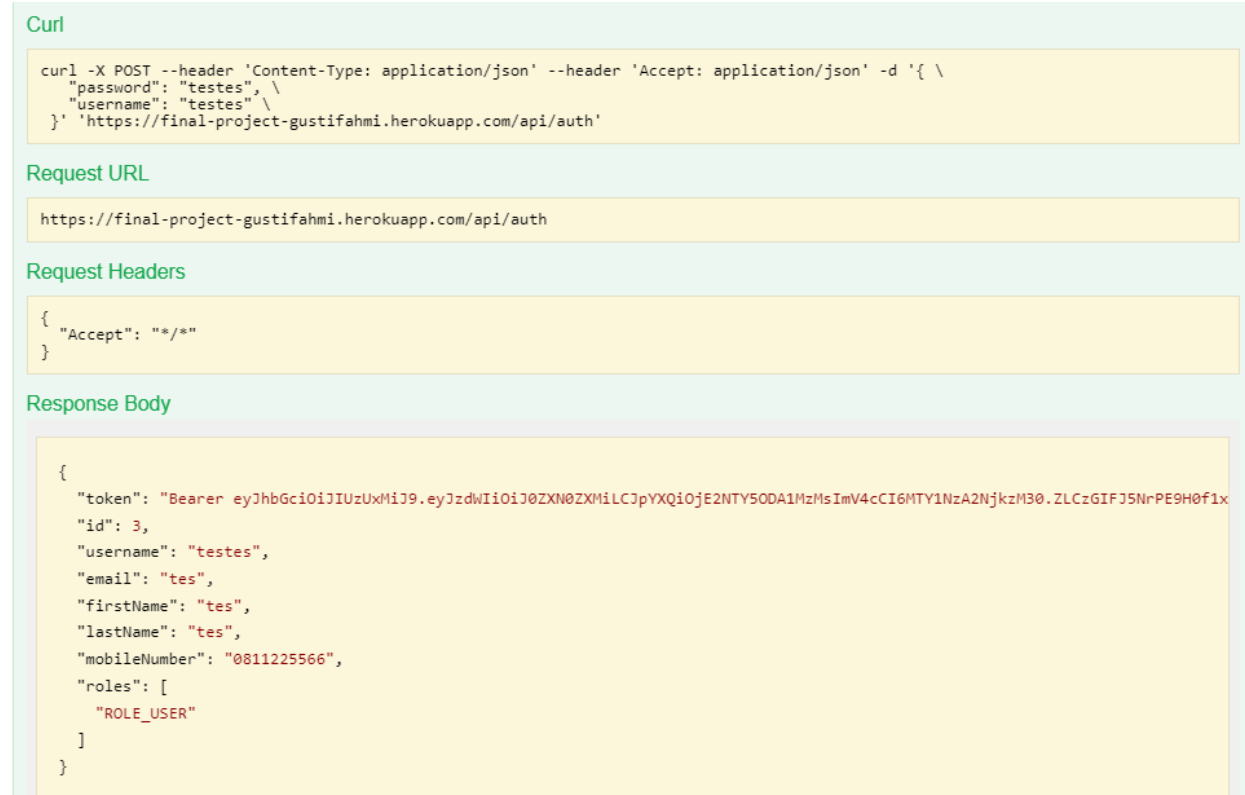 Curl
curl -X POST --header 'Content-Type: application/json' --header 'Accept: application/json' -d '{ \
"password": "testes", \
"username": "testes" \
}' 'https://final-project-gustifahmi.herokuapp.com/api/auth'
Request URL
https://final-project-gustifahmi.herokuapp.com/api/auth
Request Headers
{
"Accept": "*/*"
}
Response Body
{
"token": "Bearer eyJhbGciOiJIUzUxMiJ9.eyJzdWIiOiJ0ZXN0ZXMiLCJpYXQiOjE2NTY5ODA1MzMsImV4cCI6MTY1NzA2NjkzM30.ZLCzGIFJ5NrPE9H0f1x
"id": 3,
"username": "testes",
"email": "tes",
"firstName": "tes",
"lastName": "tes",
"mobileNumber": "0811225566",
"roles": [
"ROLE_USER"
]
}